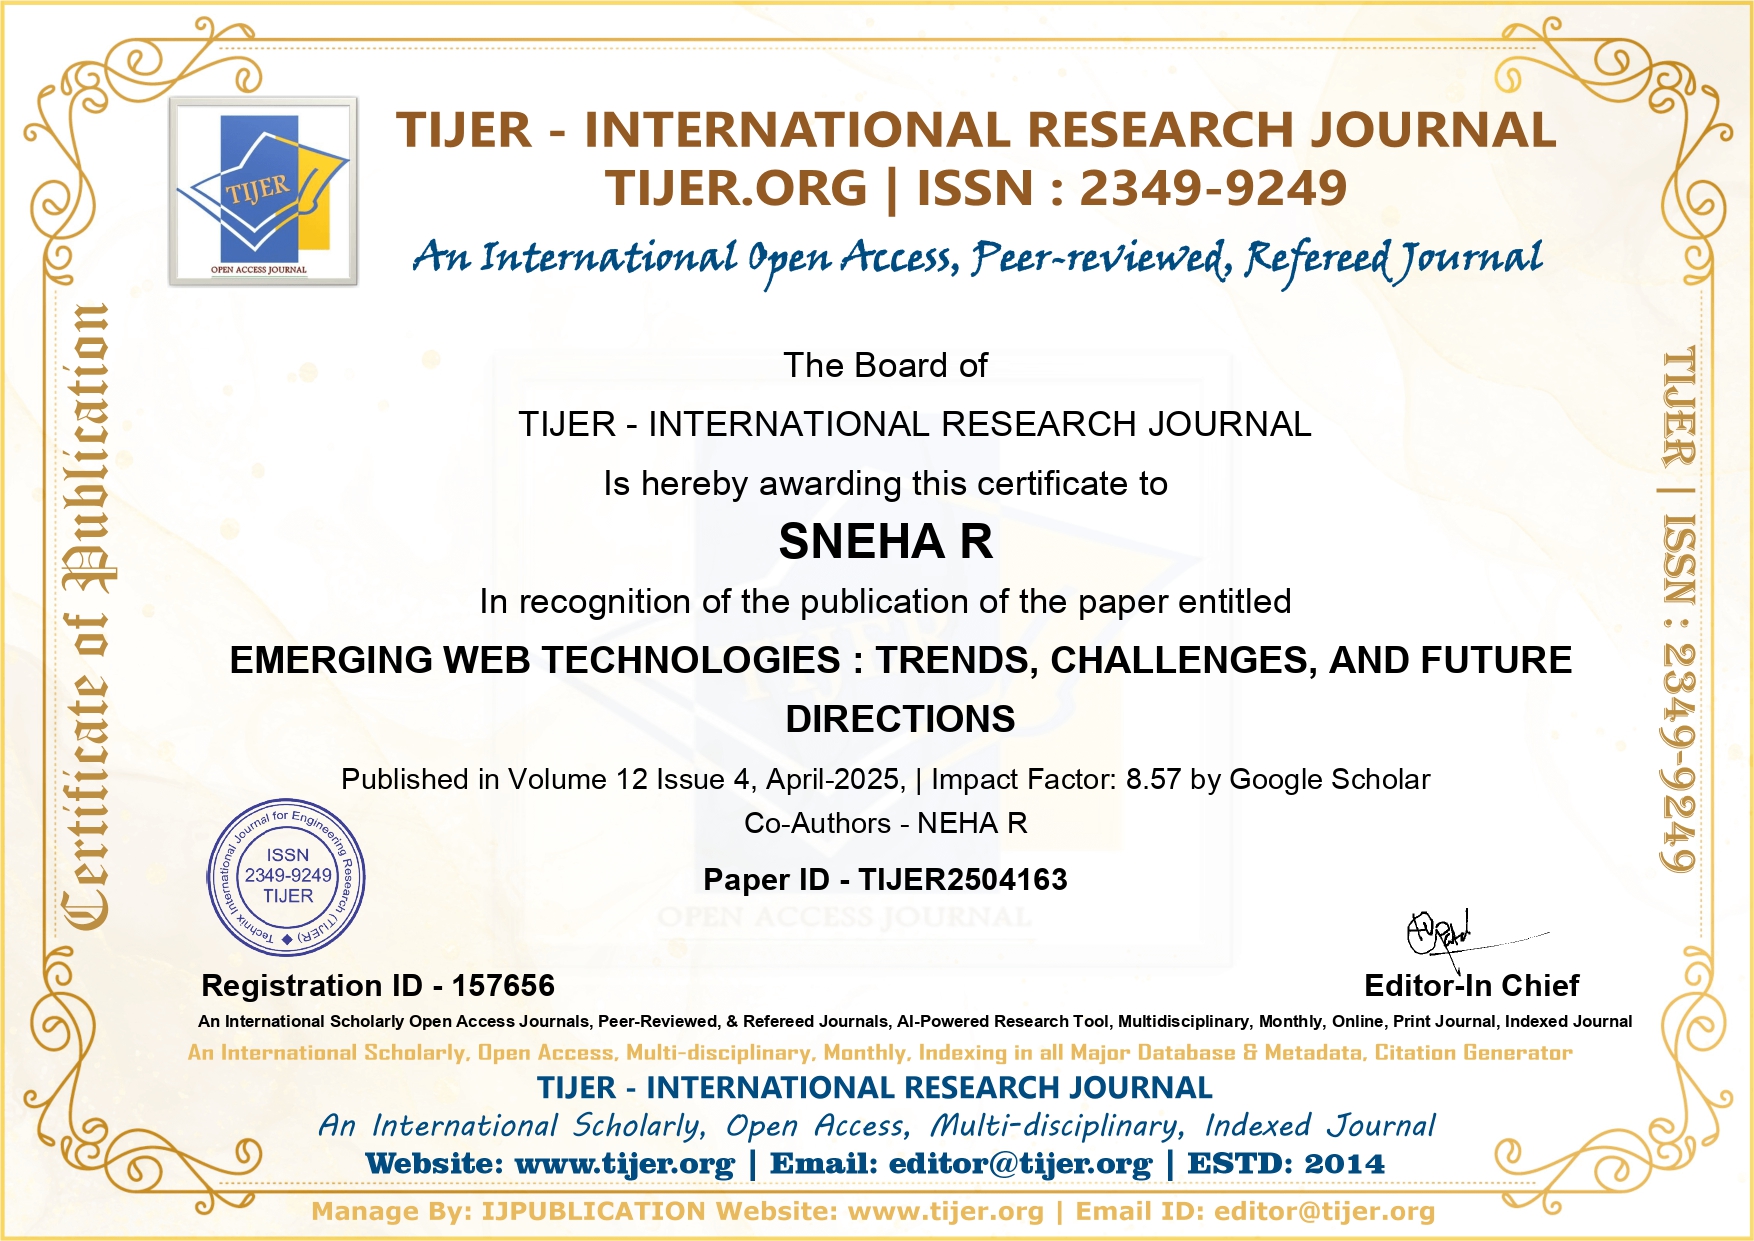 TIJER - INTERNATIONAL RESEARCH JOURNAL
TIJER.ORG | ISSN : 2349-9249
An International Open Access, Peer-reviewed, Refereed Journal
TIJER
OPEN ACCESS JOURNAL
Certificate of Publication
TIJER | ISSN : 2349-9249
The Board of
TIJER - INTERNATIONAL RESEARCH JOURNAL
Is hereby awarding this certificate to
SNEHA R
In recognition of the publication of the paper entitled
EMERGING WEB TECHNOLOGIES : TRENDS, CHALLENGES, AND FUTURE
DIRECTIONS
Published in Volume 12 Issue 4, April-2025, | Impact Factor: 8.57 by Google Scholar
Co-Authors - NEHA R
Paper ID - TIJER2504163
TIJER
OPEN ACCESS JOURNAL
Technix International Journal for Engineering Research (TIJER)
ISSN
2349-9249
TIJER
Registration ID - 157656
Editor-In Chief
An International Scholarly Open Access Journals, Peer-Reviewed, & Refereed Journals, AI-Powered Research Tool, Multidisciplinary, Monthly, Online, Print Journal, Indexed Journal
An International Scholarly, Open Access, Multi-disciplinary, Monthly, Indexing in all Major Database & Metadata, Citation Generator
TIJER - INTERNATIONAL RESEARCH JOURNAL
An International Scholarly, Open Access, Multi-disciplinary, Indexed Journal
Website: www.tijer.org | Email: editor@tijer.org | ESTD: 2014
Manage By: IJPUBLICATION Website: www.tijer.org | Email ID: editor@tijer.org